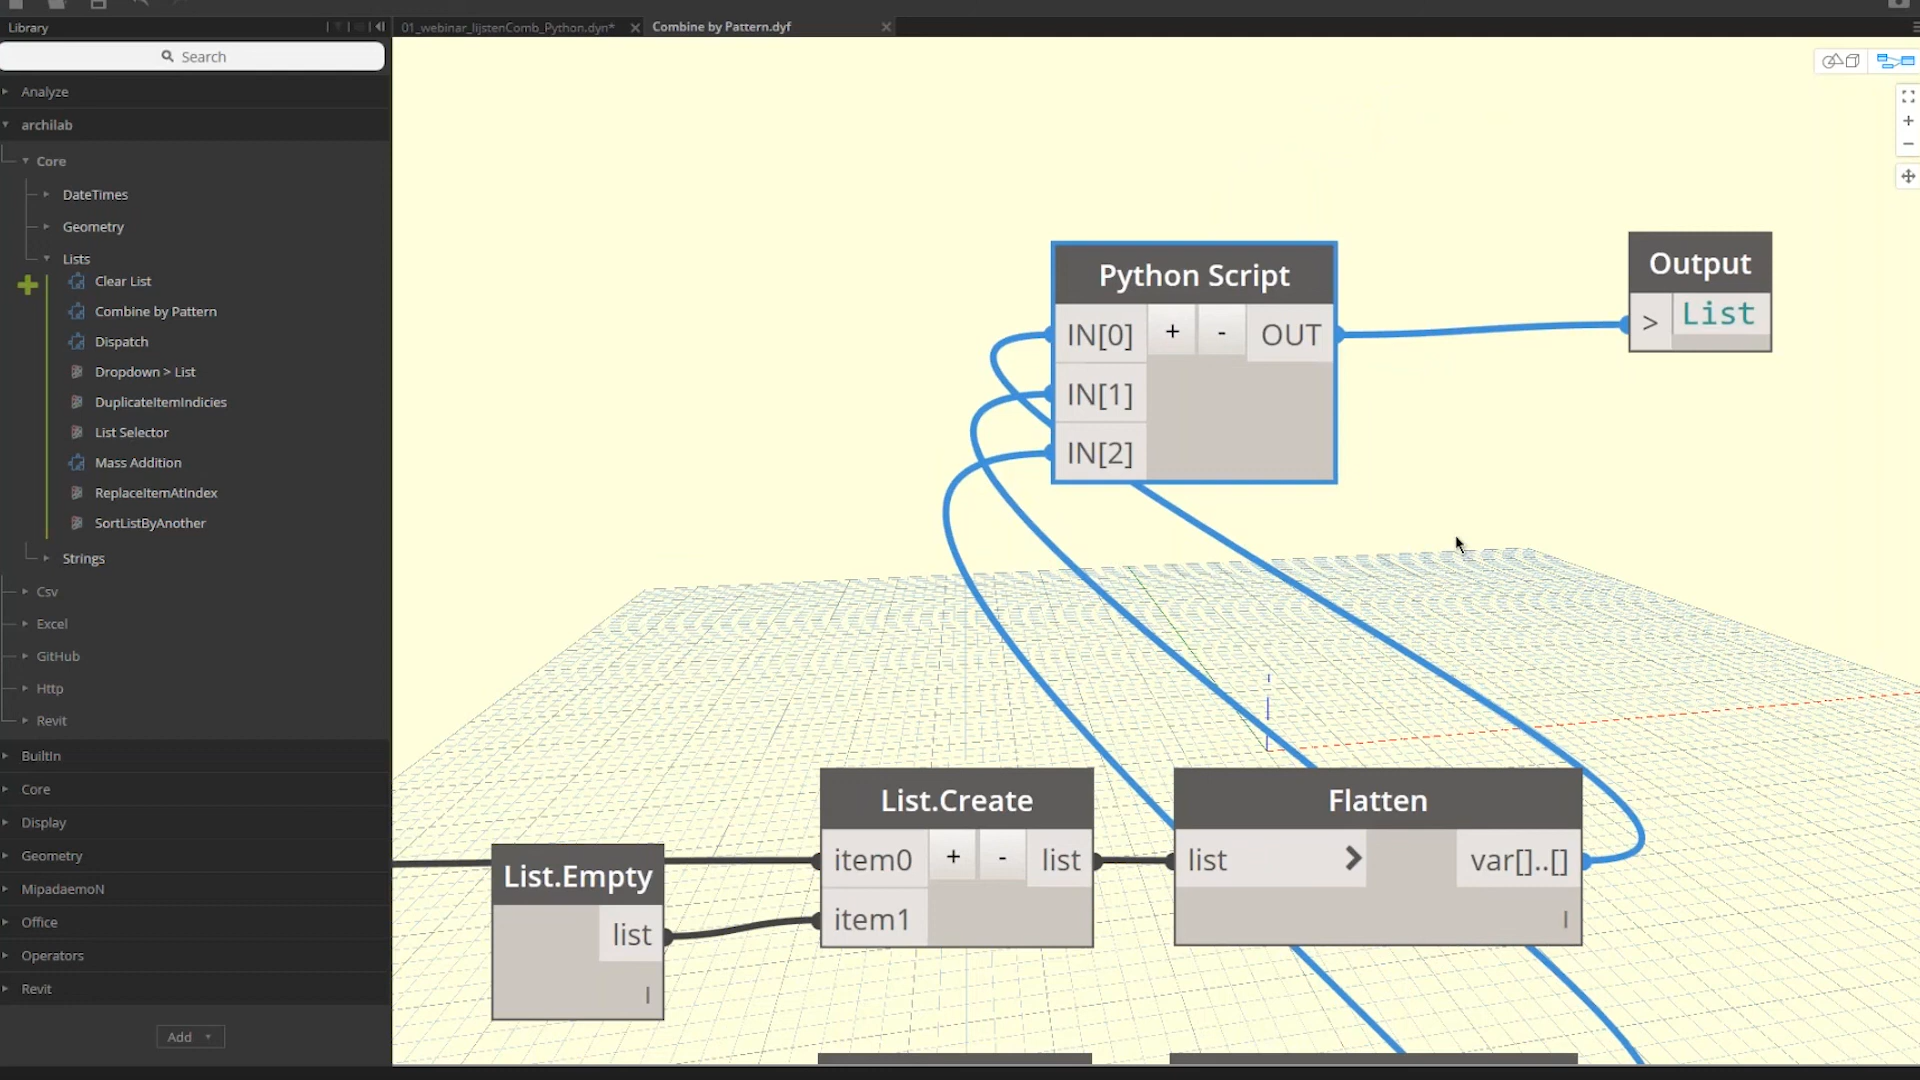 Library
01_webinar_lijstenComb_Python.dyn*
Combine by Pattern.dyf
Search
Analyze
archilab
Core
DateTimes
Geometry
Lists
Clear List
Combine by Pattern
Dispatch
Dropdown > List
DuplicateItemIndicies
List Selector
Mass Addition
ReplaceItemAtIndex
SortListByAnother
Strings
Csv
Excel
GitHub
Http
Revit
BuiltIn
Core
Display
Geometry
MipadaemoN
Office
Operators
Revit
Add
Python Script
IN[0] + - OUT
IN[1]
IN[2]
Output
> List
List.Empty
list
l
List.Create
item0 + - list
item1
Flatten
list > var[]..[]
l